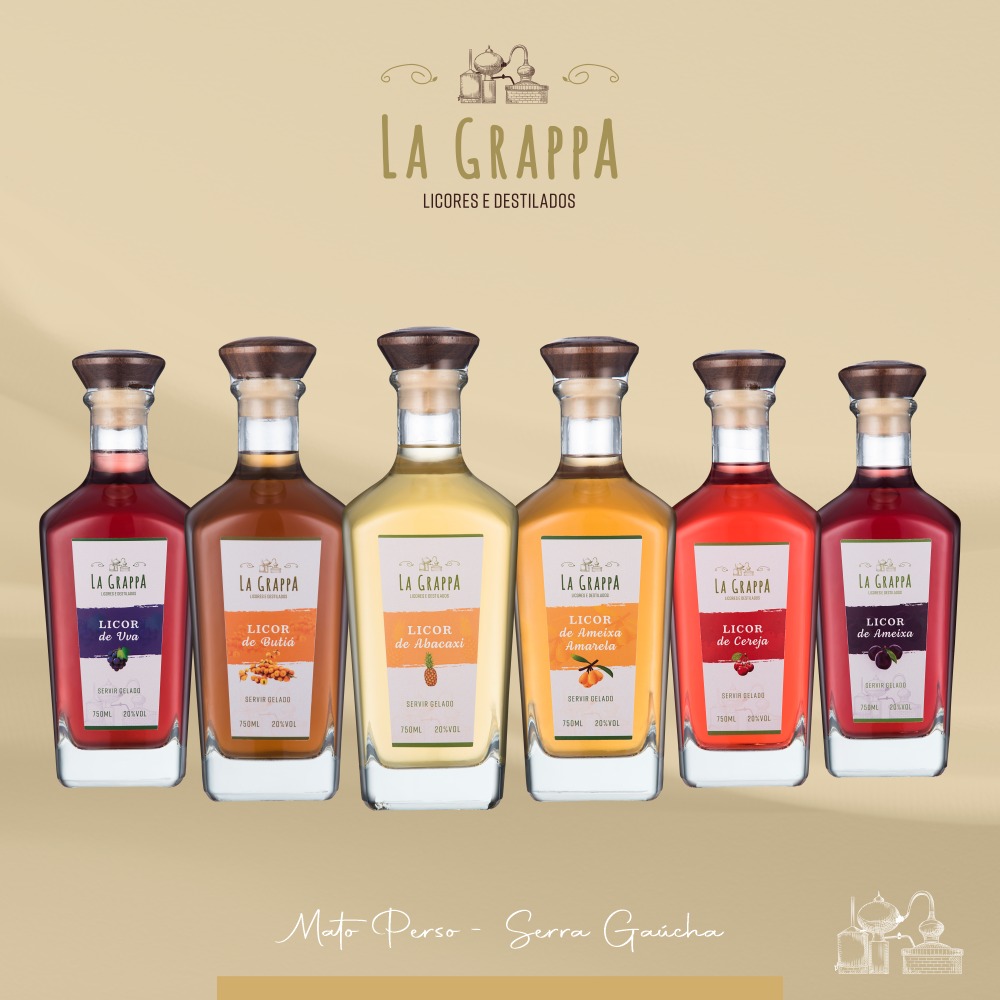 LA GRAPPA
LICORES E DESTILADOS
LA GRAPPA
LICORES E DESTILADOS
LICOR
de Uva
SERVIR GELADO
750ML 20%VOL
LA GRAPPA
LICORES E DESTILADOS
LICOR
de Butiá
SERVIR GELADO
750ML 20%VOL
LA GRAPPA
LICORES E DESTILADOS
LICOR
de Abacaxi
SERVIR GELADO
750ML 20%VOL
LA GRAPPA
LICORES E DESTILADOS
LICOR
de Ameixa
Amarela
SERVIR GELADO
750ML 20%VOL
LA GRAPPA
LICORES E DESTILADOS
LICOR
de Cereja
SERVIR GELADO
750ML 20%VOL
LA GRAPPA
LICORES E DESTILADOS
LICOR
de Ameixa
SERVIR GELADO
750ML 20%VOL
Mato Perso - Serra Gaúcha